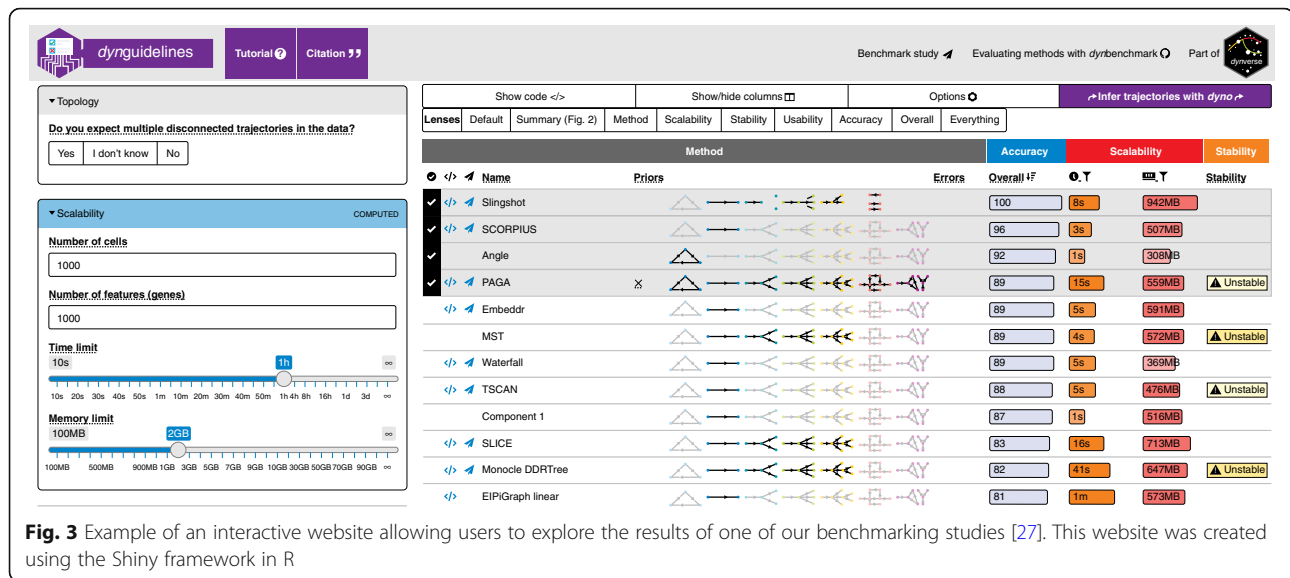 dynguidelines
Tutorial ?
Citation
Benchmark study
Evaluating methods with dynbenchmark
Part of
dynverse
Topology
Do you expect multiple disconnected trajectories in the data?
Yes I don't know No
Scalability COMPUTED
Number of cells
1000
Number of features (genes)
1000
Time limit
10s 1h ∞
10s 20s 30s 40s 50s 1m 10m 20m 30m 40m 50m 1h 4h 8h 16h 1d 3d ∞
Memory limit
100MB 2GB ∞
100MB 500MB 900MB 1GB 3GB 5GB 7GB 9GB 10GB 30GB 50GB 70GB 90GB ∞
Show code </> Show/hide columns Options Infer trajectories with dyno
Lenses Default Summary (Fig. 2) Method Scalability Stability Usability Accuracy Overall Everything
Method Accuracy Scalability Stability
</> Name Priors Errors Overall Stability
</> Slingshot 100 8s 942MB
</> SCORPIUS 96 3s 507MB
Angle 92 1s 308MB
</> PAGA 89 15s 559MB Unstable
</> Embeddr 89 5s 591MB
MST 89 4s 572MB Unstable
</> Waterfall 89 5s 369MB
</> TSCAN 88 5s 476MB Unstable
Component 1 87 1s 516MB
</> SLICE 83 16s 713MB
</> Monocle DDRTree 82 41s 647MB Unstable
</> ElPiGraph linear 81 1m 573MB
Fig. 3 Example of an interactive website allowing users to explore the results of one of our benchmarking studies [27]. This website was created
using the Shiny framework in R